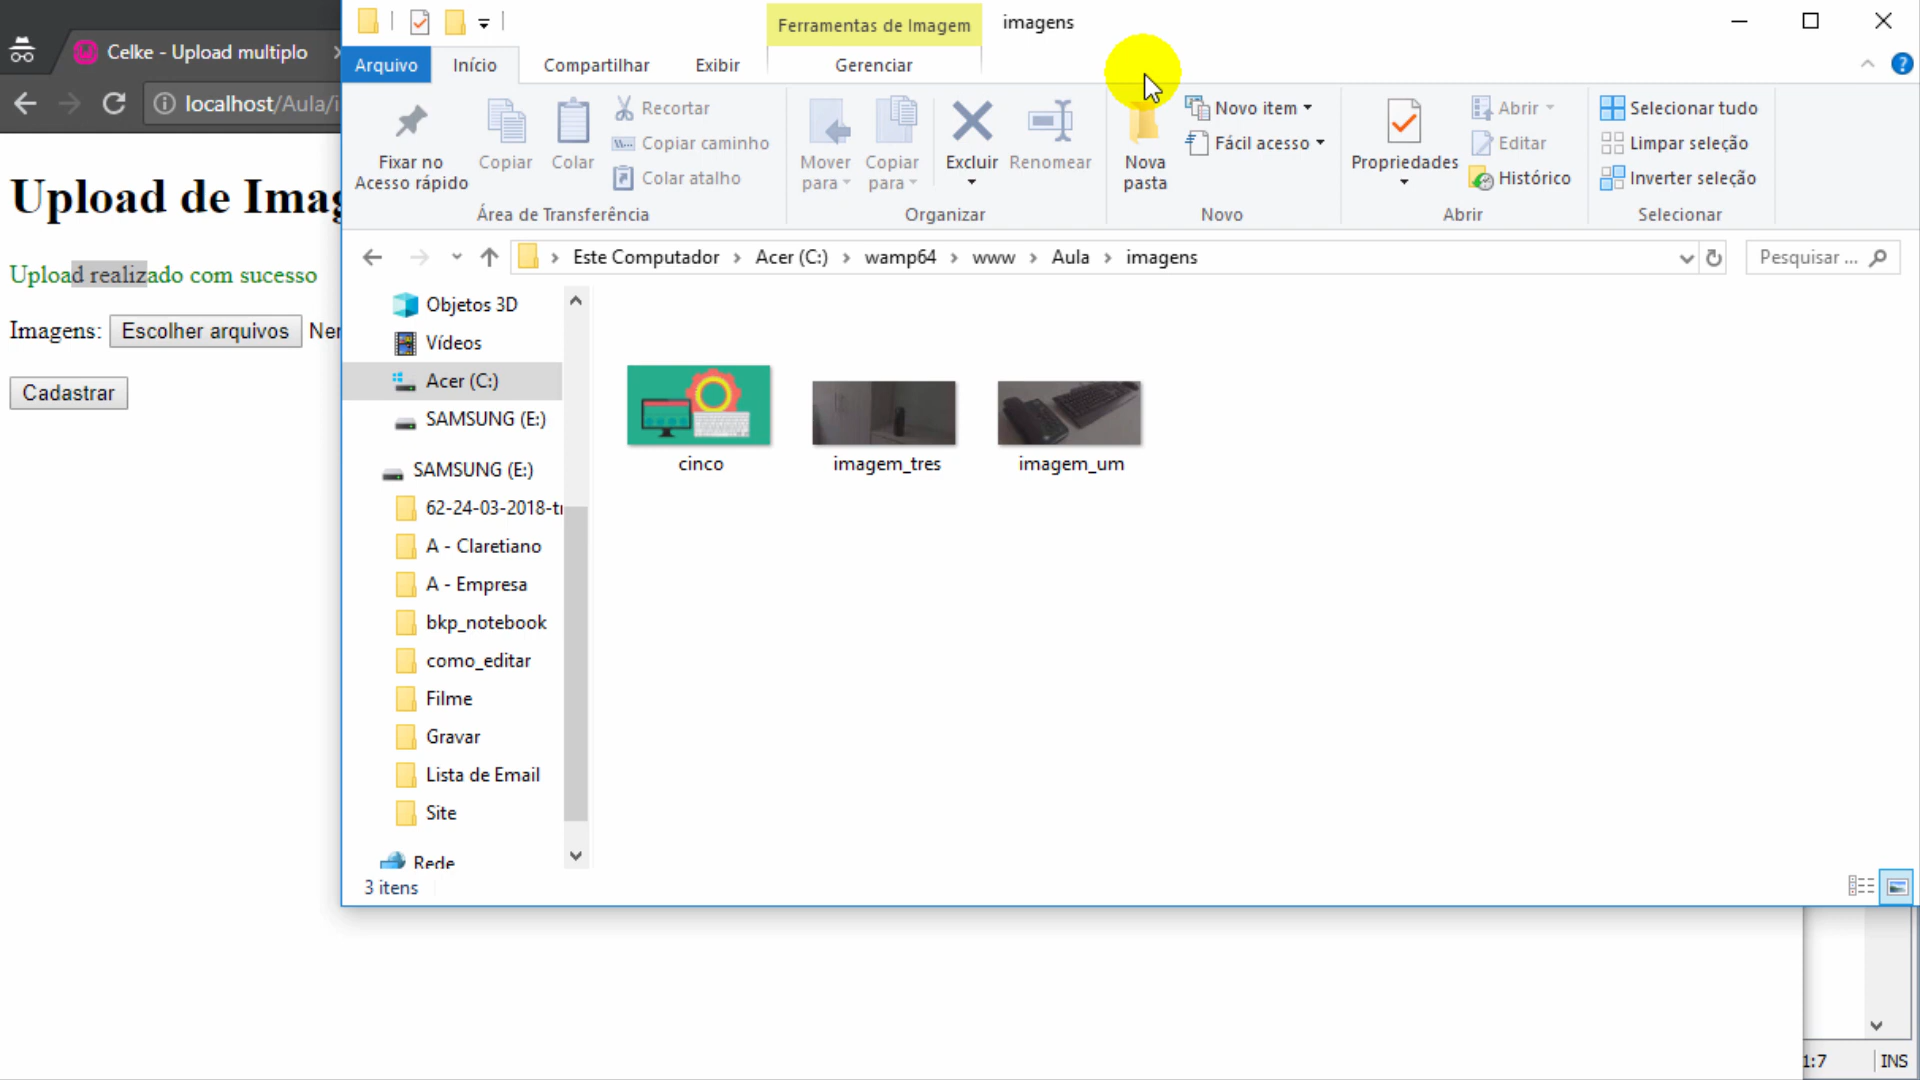 Celke - Upload multiplo
localhost/Aula/i
Upload de Imag
Upload realizado com sucesso
Imagens: Escolher arquivos Ner
Cadastrar
Ferramentas de Imagem
imagens
Arquivo
Início
Compartilhar
Exibir
Gerenciar
Fixar no
Acesso rápido
Copiar
Colar
Recortar
Copiar caminho
Colar atalho
Área de Transferência
Mover
para
Copiar
para
Excluir
Renomear
Organizar
Nova
pasta
Novo item
Fácil acesso
Novo
Propriedades
Abrir
Editar
Histórico
Abrir
Selecionar tudo
Limpar seleção
Inverter seleção
Selecionar
Este Computador > Acer (C:) > wamp64 > www > Aula > imagens
Pesquisar ...
Objetos 3D
Vídeos
Acer (C:)
SAMSUNG (E:)
SAMSUNG (E:)
62-24-03-2018-tr
A - Claretiano
A - Empresa
bkp_notebook
como_editar
Filme
Gravar
Lista de Email
Site
Rede
cinco
imagem_tres
imagem_um
3 itens
1:7
INS